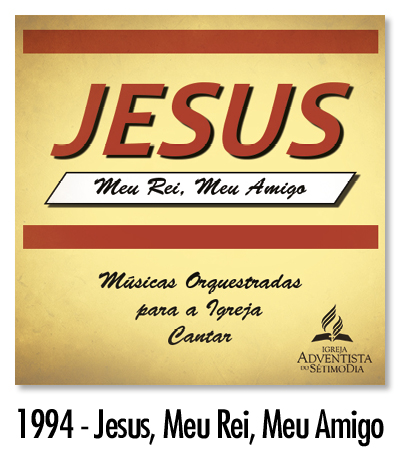 JESUS
Meu Rei, Meu Amigo
Músicas Orquestradas
para a Igreja
Cantar
IGREJA
ADVENTISTA
DO SÉTIMO DIA
1994 - Jesus, Meu Rei, Meu Amigo